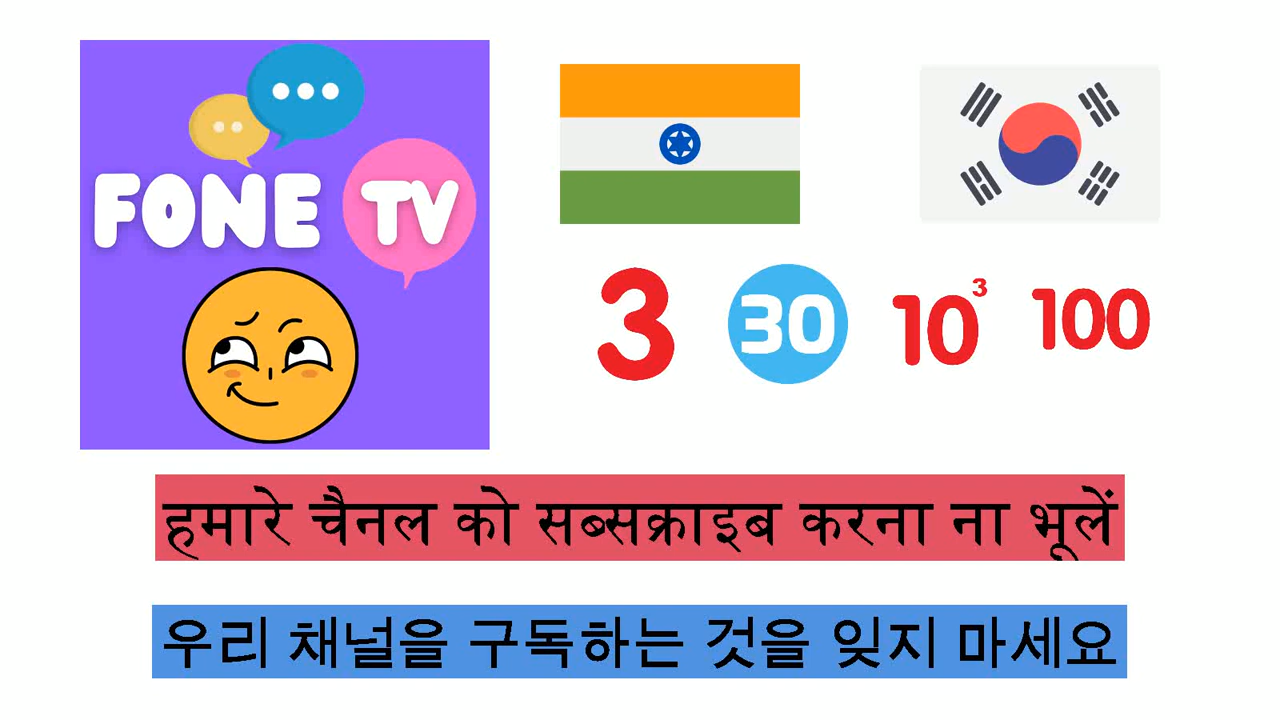 FONE TV
3 30 10³ 100
हमारे चैनल को सब्सक्राइब करना ना भूलें
우리 채널을 구독하는 것을 잊지 마세요